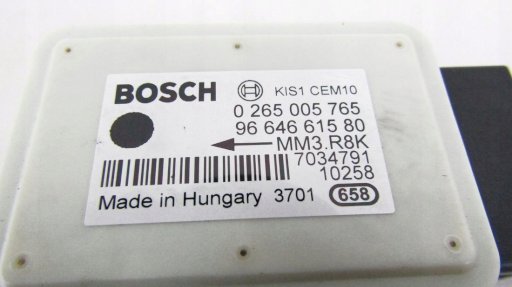 BOSCH KIS1 CEM10
0 265 005 765
96 646 615 80
MM3.R8K
7034791
10258
Made in Hungary 3701 658